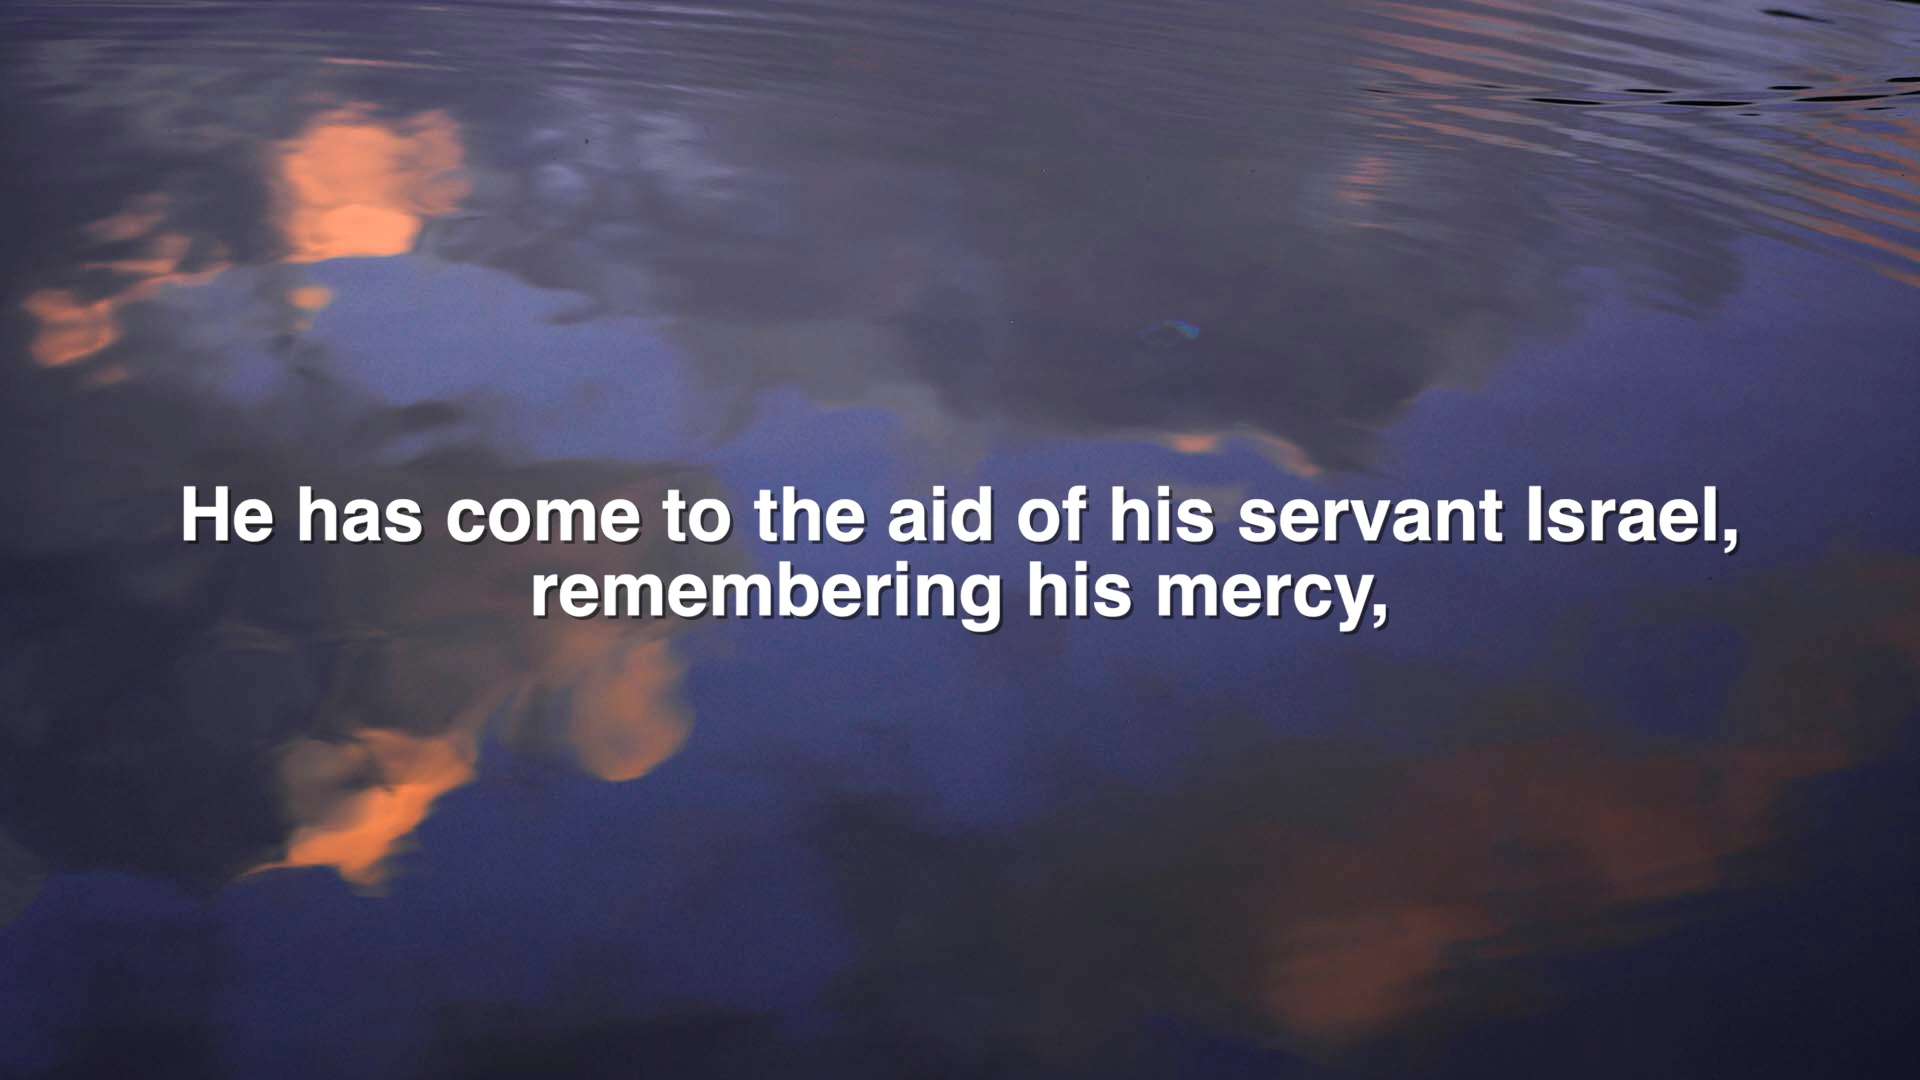 He has come to the aid of his servant Israel,
remembering his mercy,